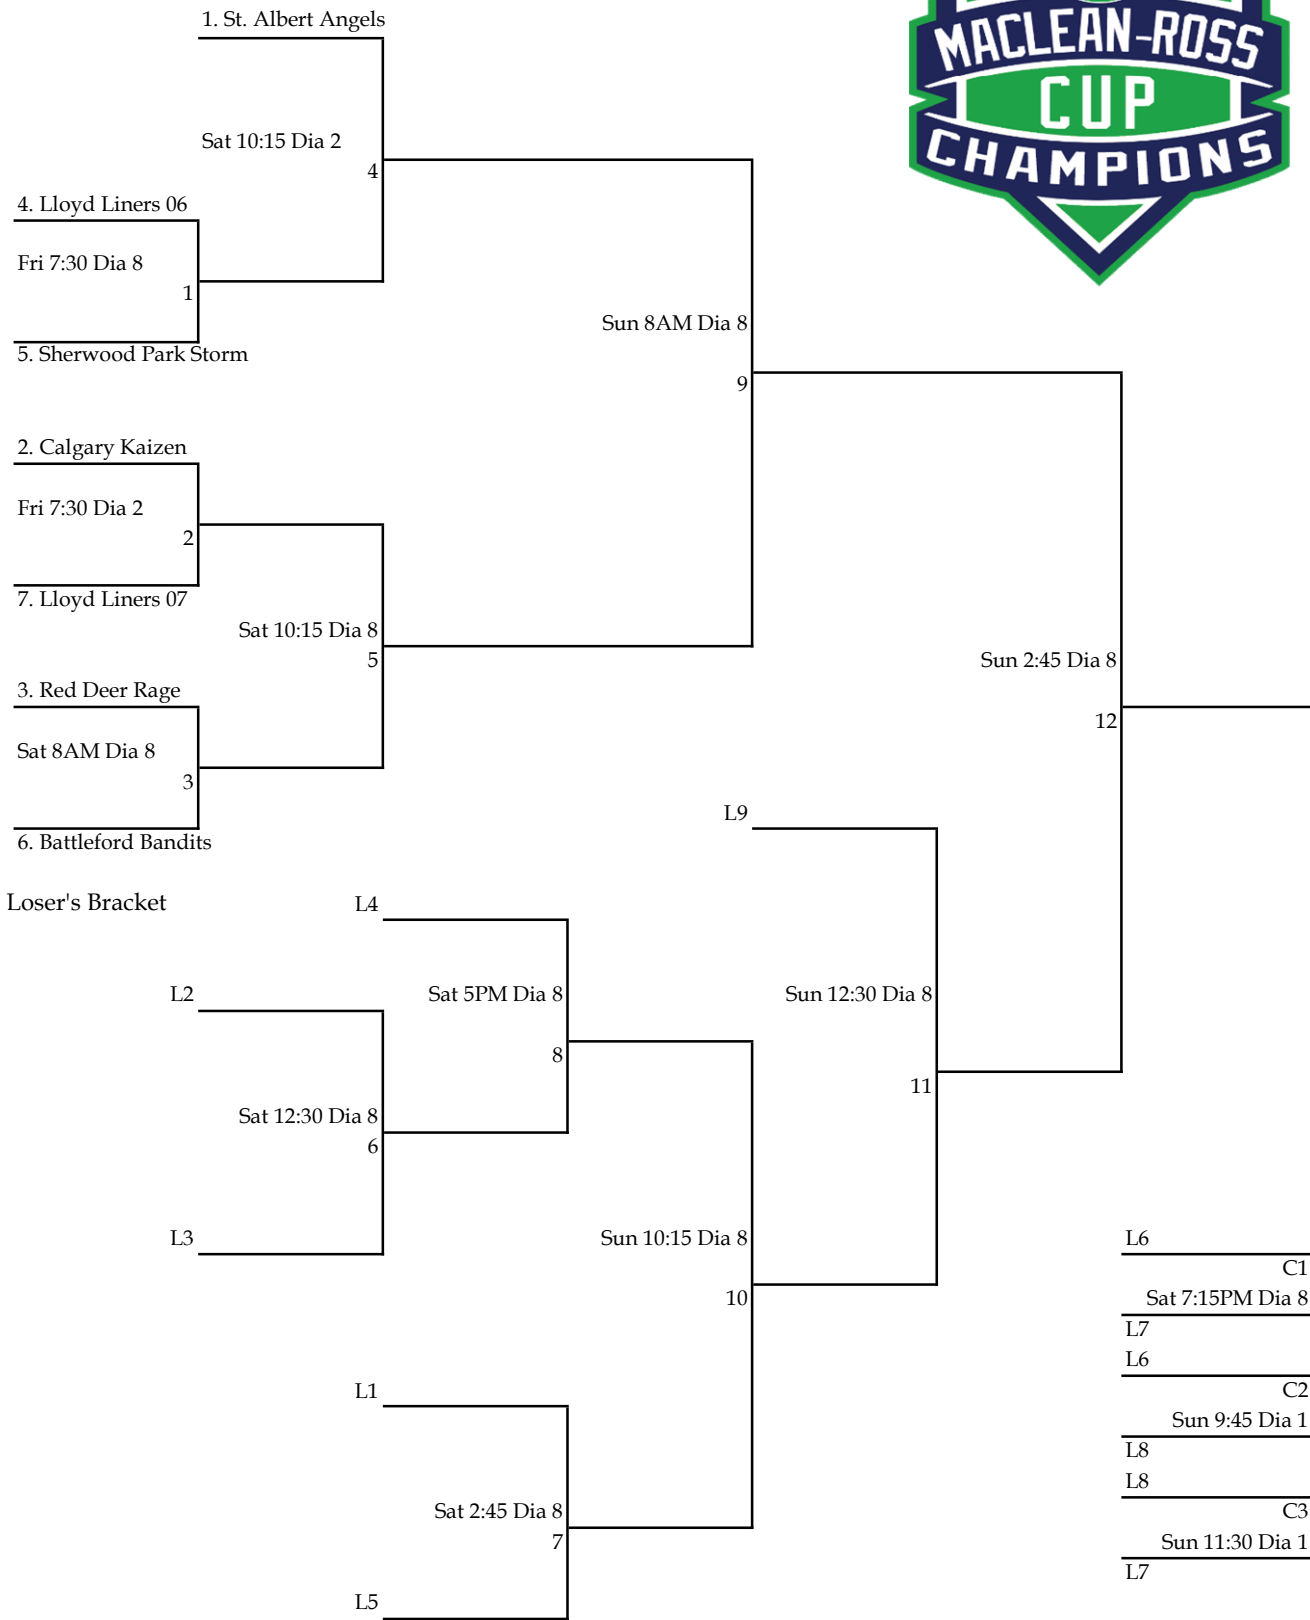 MACLEAN-ROSS
CUP
CHAMPIONS
1. St. Albert Angels
Sat 10:15 Dia 2
4
4. Lloyd Liners 06
Fri 7:30 Dia 8
1
5. Sherwood Park Storm
Sun 8AM Dia 8
9
2. Calgary Kaizen
Fri 7:30 Dia 2
2
7. Lloyd Liners 07
Sat 10:15 Dia 8
5
3. Red Deer Rage
Sat 8AM Dia 8
3
6. Battleford Bandits
Sun 2:45 Dia 8
12
Loser's Bracket
L9
L4
L2
Sat 5PM Dia 8
8
Sun 12:30 Dia 8
11
Sat 12:30 Dia 8
6
L3
Sun 10:15 Dia 8
10
L1
Sat 2:45 Dia 8
7
L5
L6
C1
Sat 7:15PM Dia 8
L7
L6
C2
Sun 9:45 Dia 1
L8
L8
C3
Sun 11:30 Dia 1
L7